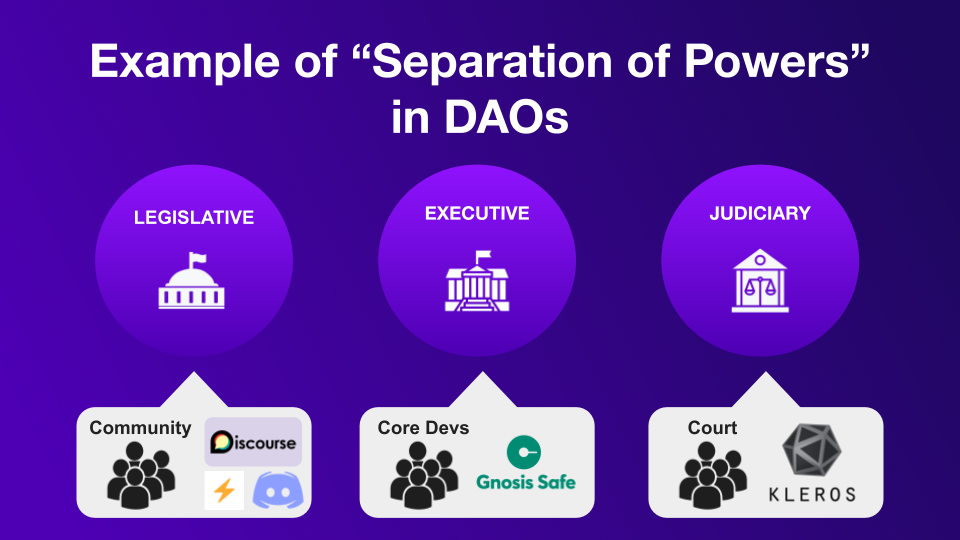 Example of “Separation of Powers”
in DAOs
LEGISLATIVE
EXECUTIVE
JUDICIARY
Community
Discourse
Core Devs
Gnosis Safe
Court
KLEROS